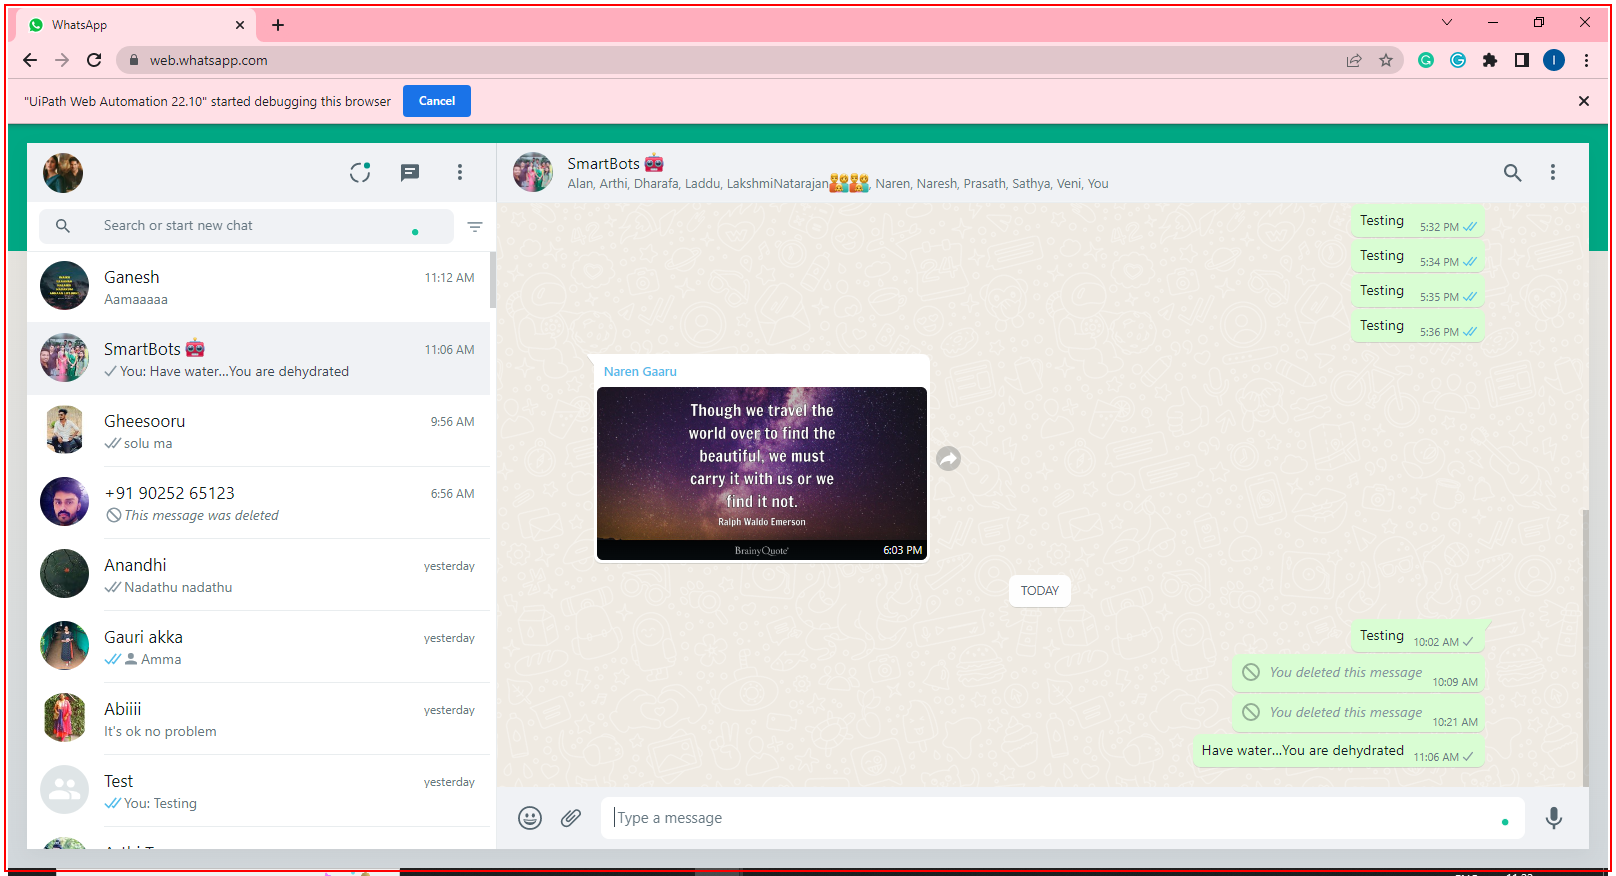 WhatsApp
web.whatsapp.com
"UiPath Web Automation 22.10" started debugging this browser
Cancel
SmartBots 🤖
Alan, Arthi, Dharafa, Laddu, LakshmiNatarajan, Naren, Naresh, Prasath, Sathya, Veni, You
Search or start new chat
Ganesh
11:12 AM
Aamaaaaa
SmartBots 🤖
11:06 AM
You: Have water...You are dehydrated
Gheesooru
9:56 AM
solu ma
+91 90252 65123
6:56 AM
This message was deleted
Anandhi
yesterday
Nadathu nadathu
Gauri akka
yesterday
Amma
Abiiii
yesterday
It's ok no problem
Test
yesterday
You: Testing
Testing 5:32 PM
Testing 5:34 PM
Testing 5:35 PM
Testing 5:36 PM
Naren Gaaru
Though we travel the
world over to find the
beautiful, we must
carry it with us or we
find it not.
Ralph Waldo Emerson
BrainyQuote
6:03 PM
TODAY
Testing 10:02 AM
You deleted this message 10:09 AM
You deleted this message 10:21 AM
Have water...You are dehydrated 11:06 AM
Type a message